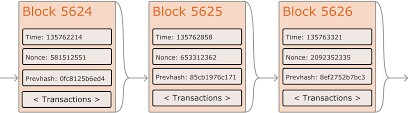 Block 5624
Time: 135762214
Nonce: 581512551
Prevhash: 0fc8125b6ed4
< Transactions >
Block 5625
Time: 135762858
Nonce: 653312362
Prevhash: 85cb1976c171
< Transactions >
Block 5626
Time: 135763321
Nonce: 2092352335
Prevhash: 8ef2752b7bc3
< Transactions >